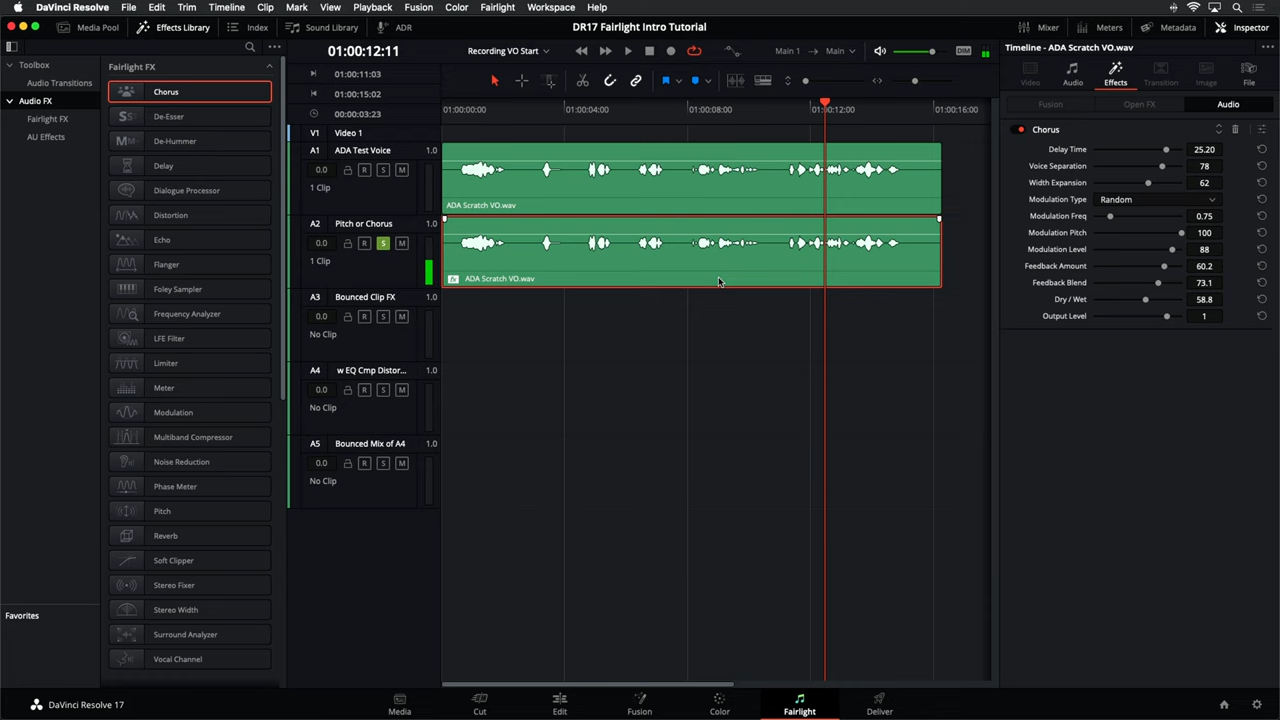 DaVinci Resolve File Edit Trim Timeline Clip Mark View Playback Fusion Color Fairlight Workspace Help
Media Pool Effects Library Index Sound Library ADR DR17 Fairlight Intro Tutorial Mixer Meters Metadata Inspector
01:00:12:11 Recording VO Start Main 1 Main DIM
Timeline - ADA Scratch VO.wav
Video Audio Effects Transition Image File
Fusion Open FX Audio
Toolbox
Audio Transitions
Audio FX
Fairlight FX
AU Effects
Favorites
Fairlight FX
Chorus
De-Esser
De-Hummer
Delay
Dialogue Processor
Distortion
Echo
Flanger
Foley Sampler
Frequency Analyzer
LFE Filter
Limiter
Meter
Modulation
Multiband Compressor
Noise Reduction
Phase Meter
Pitch
Reverb
Soft Clipper
Stereo Fixer
Stereo Width
Surround Analyzer
Vocal Channel
01:00:11:03
01:00:15:02
00:00:03:23
01:00:00:00 01:00:04:00 01:00:08:00 01:00:12:00 01:00:16:00
V1 Video 1
A1 ADA Test Voice 1.0
0.0 R S M
1 Clip
ADA Scratch VO.wav
A2 Pitch or Chorus 1.0
0.0 R S M
1 Clip
fx ADA Scratch VO.wav
A3 Bounced Clip FX 1.0
0.0 R S M
No Clip
A4 w EQ Cmp Distor... 1.0
0.0 R S M
No Clip
A5 Bounced Mix of A4 1.0
0.0 R S M
No Clip
Chorus
Delay Time 25.20
Voice Separation 78
Width Expansion 62
Modulation Type Random
Modulation Freq 0.75
Modulation Pitch 100
Modulation Level 88
Feedback Amount 60.2
Feedback Blend 73.1
Dry / Wet 58.8
Output Level 1
DaVinci Resolve 17
Media Cut Edit Fusion Color Fairlight Deliver